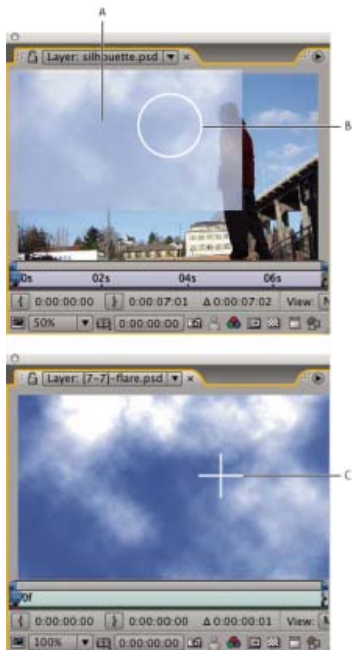 A
Layer: silhouette.psd
B
00s 02s 04s 06s
0:00:00:00 0:00:07:01 Δ 0:00:07:02 View:
50% 0:00:00:00
Layer: [7-7]-flare.psd
C
0f
0:00:00:00 0:00:00:00 Δ 0:00:00:01 View:
100% 0:00:00:00